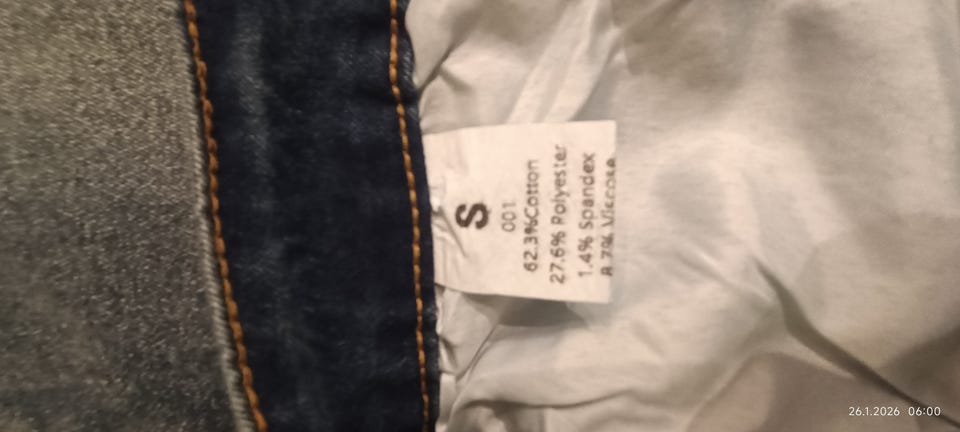 S
001
62.3%Cotton
27.6% Polyester
1.4% Spandex
8.7% Viscose
26.1.2026 06:00